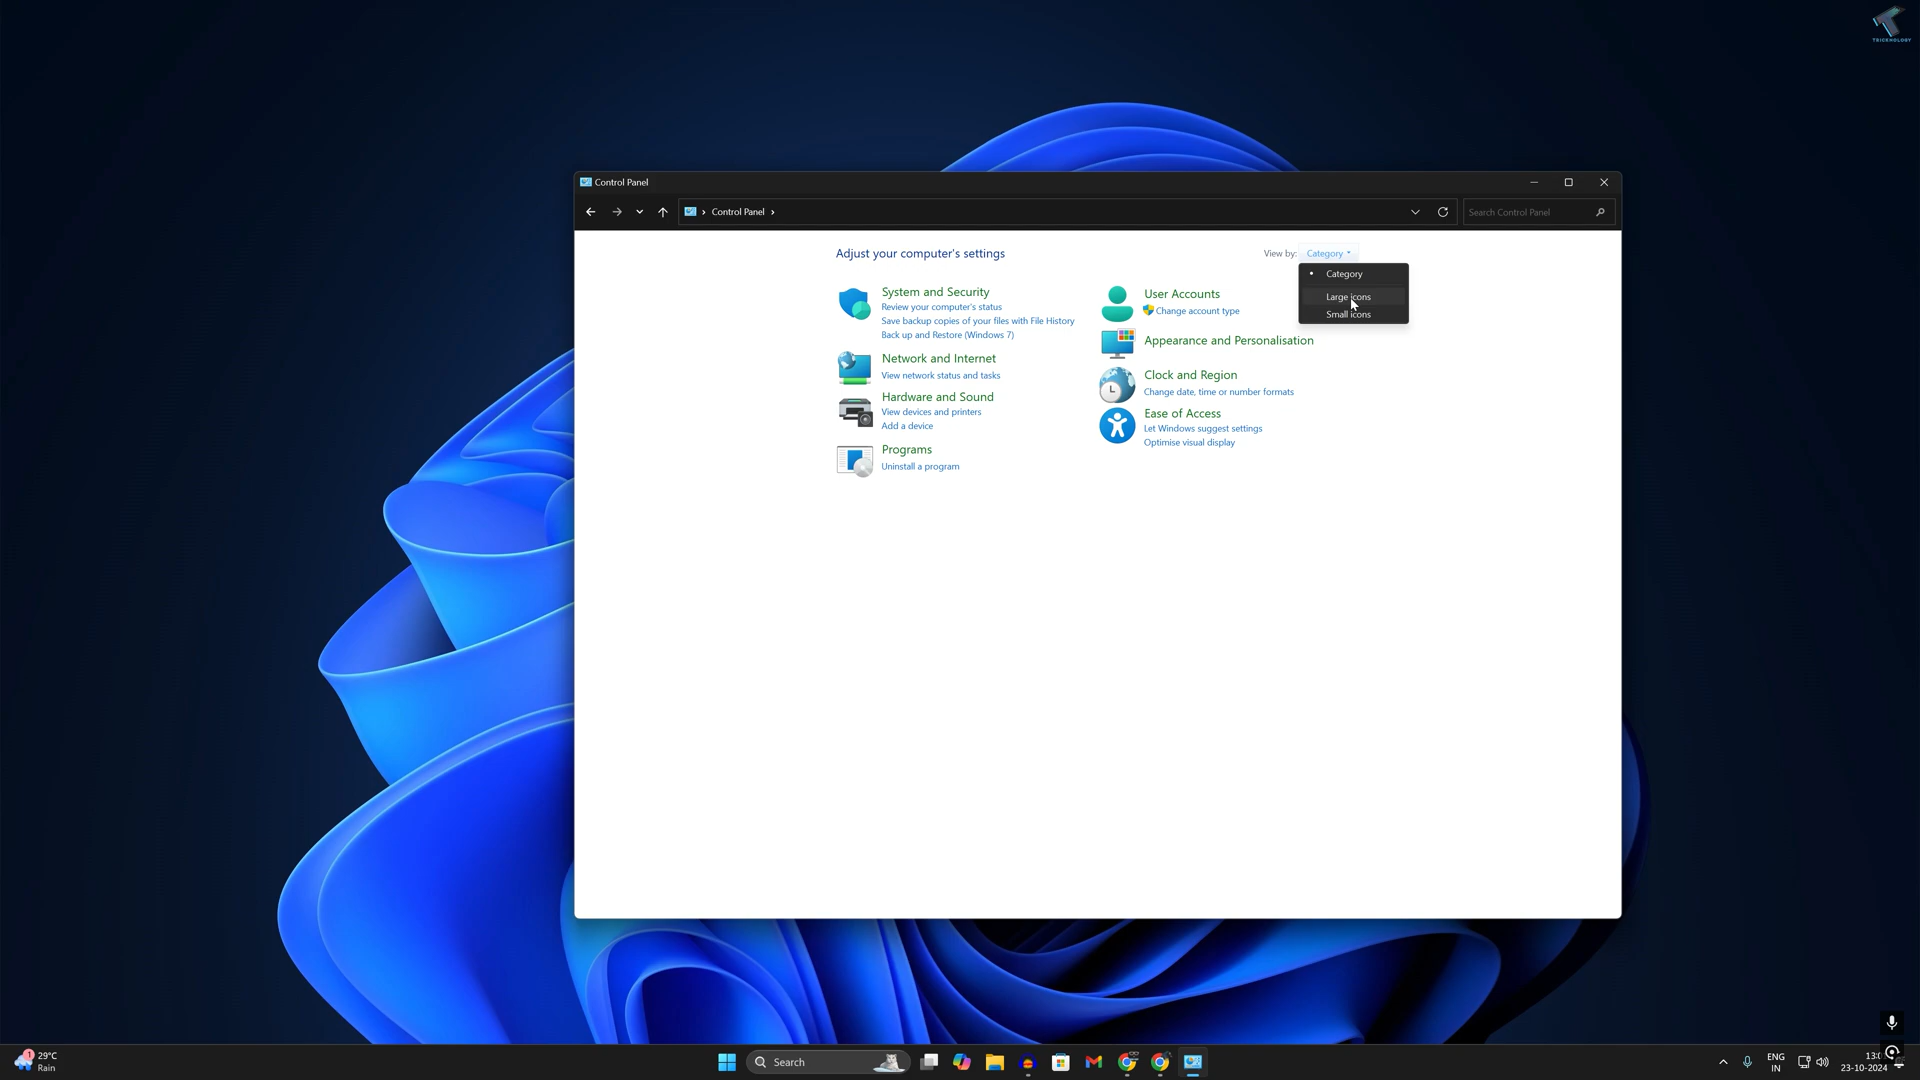 TRICKNOLOGY
Control Panel
Control Panel
Search Control Panel
Adjust your computer's settings
View by: Category
Category
Large icons
Small icons
System and Security
Review your computer's status
Save backup copies of your files with File History
Back up and Restore (Windows 7)
Network and Internet
View network status and tasks
Hardware and Sound
View devices and printers
Add a device
Programs
Uninstall a program
User Accounts
Change account type
Appearance and Personalisation
Clock and Region
Change date, time or number formats
Ease of Access
Let Windows suggest settings
Optimise visual display
1
29°C
Rain
Search
ENG
IN
23-10-2024